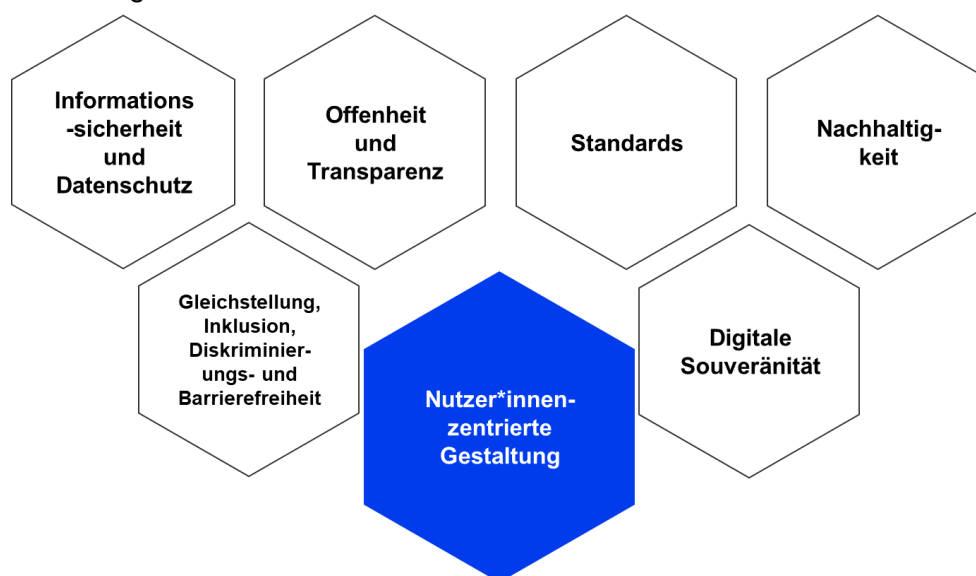 Informations
-sicherheit
und
Datenschutz
Offenheit
und
Transparenz
Standards
Nachhaltig-
keit
Gleichstellung,
Inklusion,
Diskriminier-
ungs- und
Barrierefreiheit
Nutzer*innen-
zentrierte
Gestaltung
Digitale
Souveränität